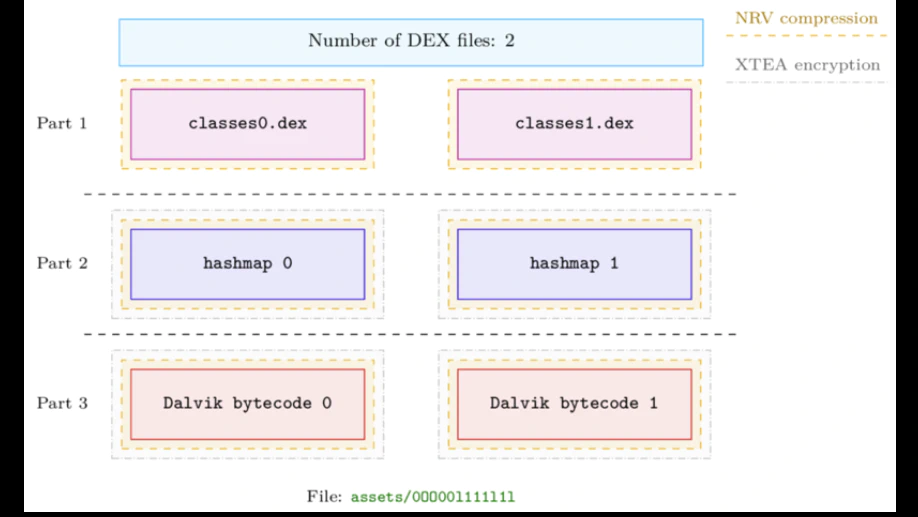 Number of DEX files: 2
NRV compression
XTEA encryption
Part 1
classes0.dex
classes1.dex
Part 2
hashmap 0
hashmap 1
Part 3
Dalvik bytecode 0
Dalvik bytecode 1
File: assets/0OO00l111l1l